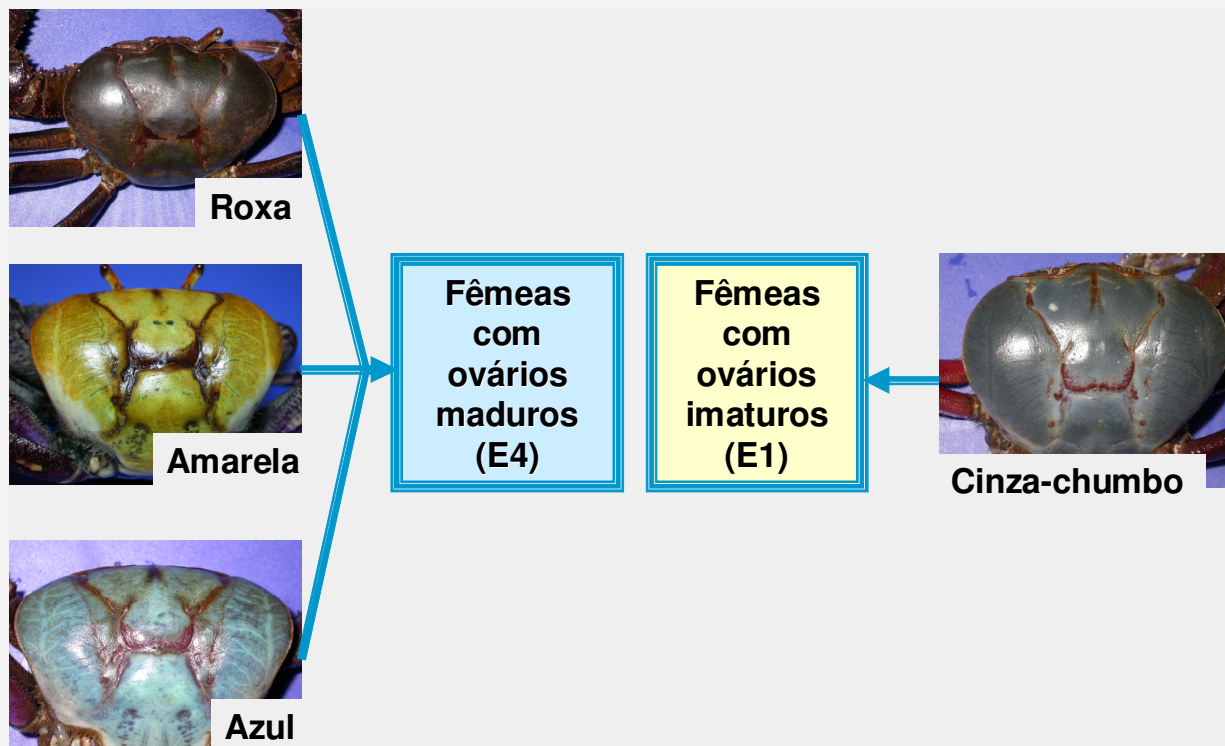 Roxa
Amarela
Azul
Fêmeas
com
ovários
maduros
(E4)
Fêmeas
com
ovários
imaturos
(E1)
Cinza-chumbo